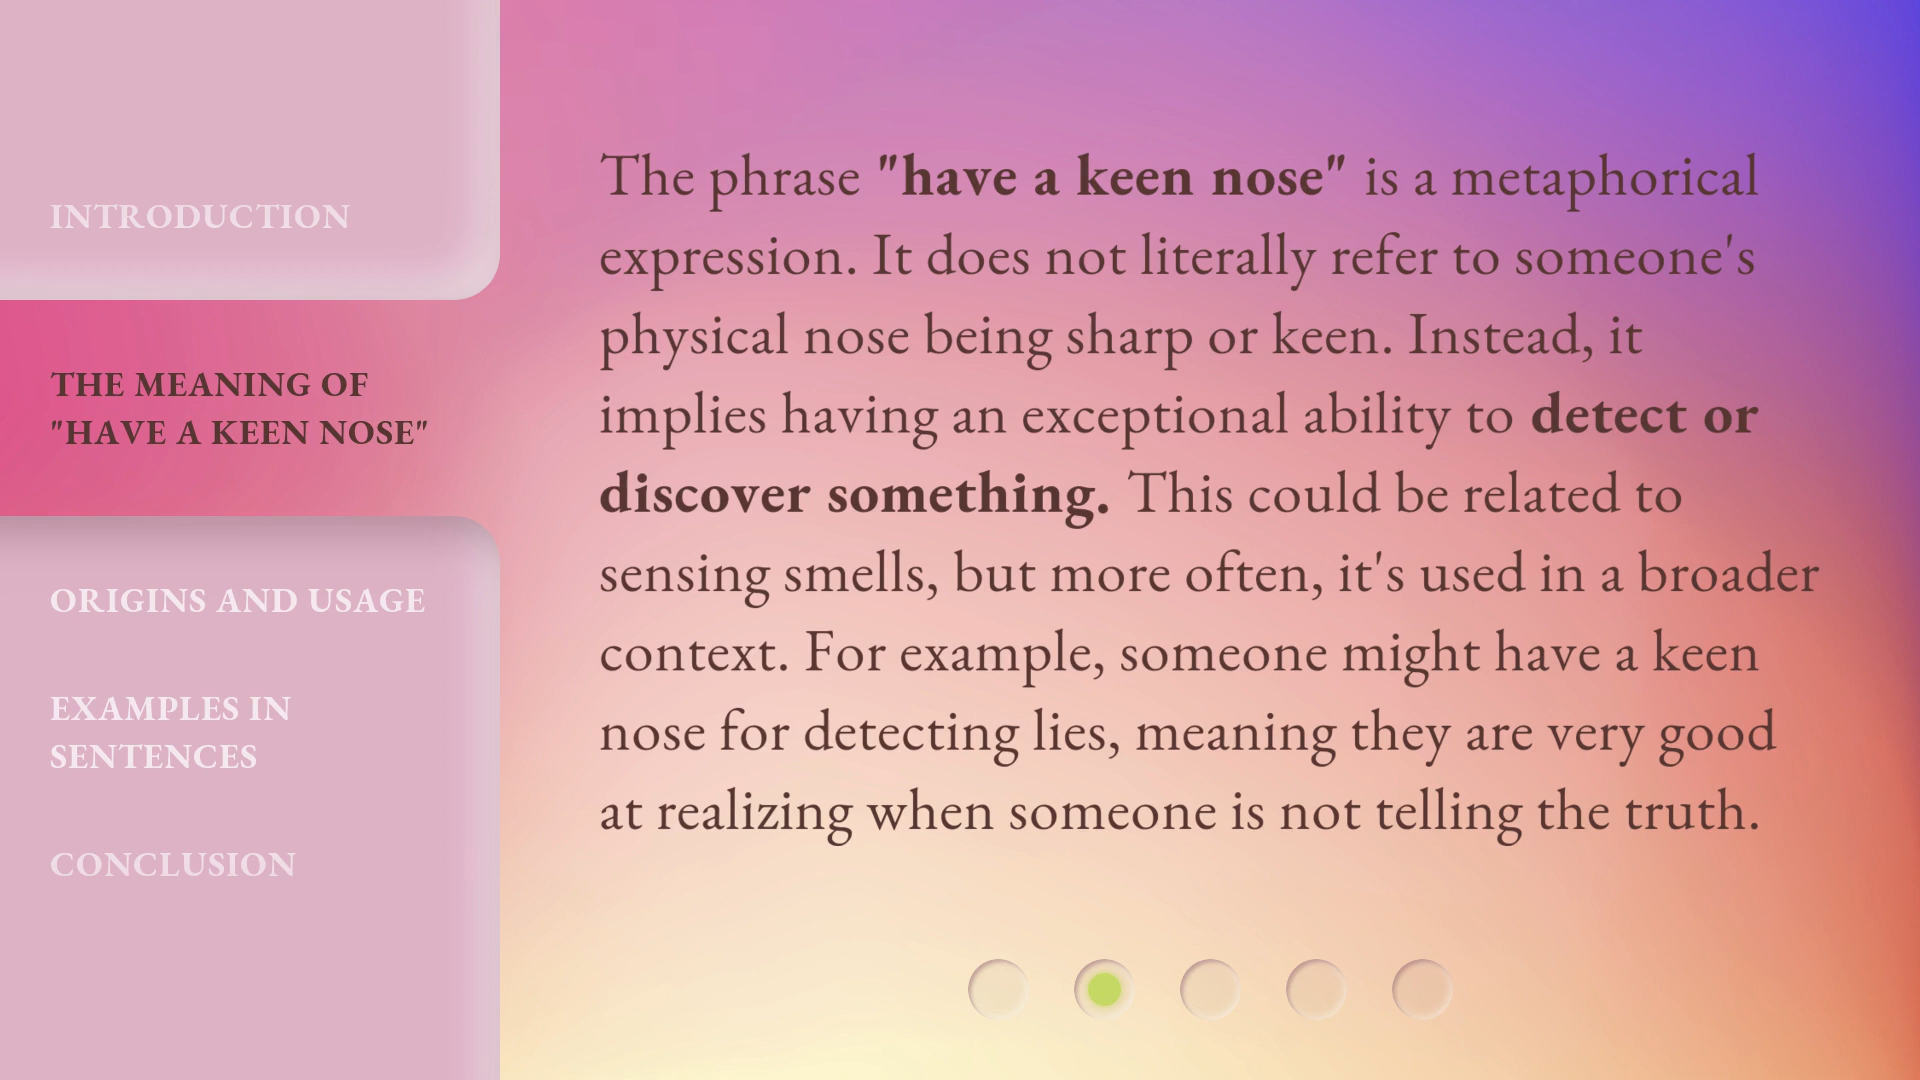 INTRODUCTION
THE MEANING OF
"HAVE A KEEN NOSE"
ORIGINS AND USAGE
EXAMPLES IN
SENTENCES
CONCLUSION
The phrase "have a keen nose" is a metaphorical
expression. It does not literally refer to someone's
physical nose being sharp or keen. Instead, it
implies having an exceptional ability to detect or
discover something. This could be related to
sensing smells, but more often, it's used in a broader
context. For example, someone might have a keen
nose for detecting lies, meaning they are very good
at realizing when someone is not telling the truth.